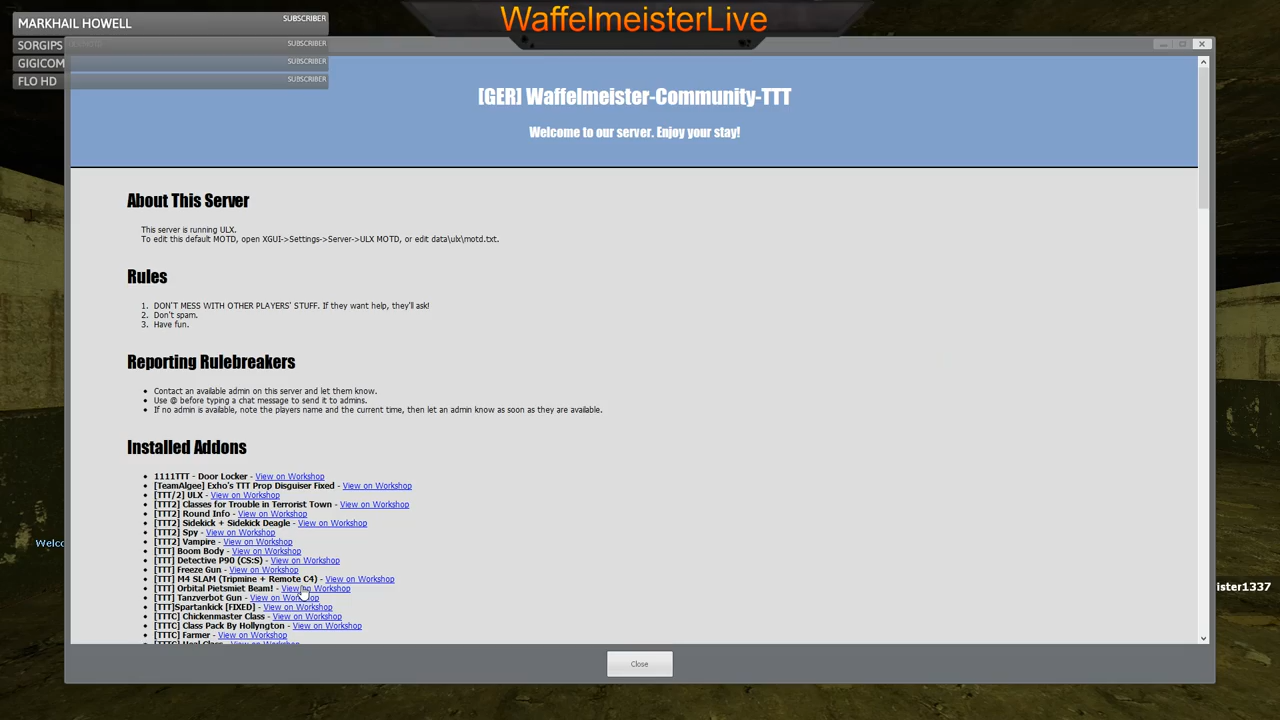 WaffelmeisterLive
MARKHAIL HOWELL SUBSCRIBER
SORGIPS SUBSCRIBER
GIGICOM SUBSCRIBER
FLO HD SUBSCRIBER
[GER] Waffelmeister-Community-TTT
Welcome to our server. Enjoy your stay!
About This Server
This server is running ULX.
To edit this default MOTD, open XGUI->Settings->Server->ULX MOTD, or edit data\ulx\motd.txt.
Rules
1. DON'T MESS WITH OTHER PLAYERS' STUFF. If they want help, they'll ask!
2. Don't spam.
3. Have fun.
Reporting Rulebreakers
• Contact an available admin on this server and let them know.
• Use @ before typing a chat message to send it to admins.
• If no admin is available, note the players name and the current time, then let an admin know as soon as they are available.
Installed Addons
• 1111TTT - Door Locker - View on Workshop
• [TeamAlgee] Exho's TTT Prop Disguiser Fixed - View on Workshop
• [TTT/2] ULX - View on Workshop
• [TTT2] Classes for Trouble in Terrorist Town - View on Workshop
• [TTT2] Round Info - View on Workshop
• [TTT2] Sidekick + Sidekick Deagle - View on Workshop
• [TTT2] Spy - View on Workshop
• [TTT2] Vampire - View on Workshop
• [TTT] Boom Body - View on Workshop
• [TTT] Detective P90 (CS:S) - View on Workshop
• [TTT] Freeze Gun - View on Workshop
• [TTT] M4 SLAM (Tripmine + Remote C4) - View on Workshop
• [TTT] Orbital Pietsmiet Beam! - View on Workshop
• [TTT] Tanzverbot Gun - View on Workshop
• [TTT]Spartankick [FIXED] - View on Workshop
• [TTTC] Chickenmaster Class - View on Workshop
• [TTTC] Class Pack By Hollyngton - View on Workshop
• [TTTC] Farmer - View on Workshop
Welco
ister1337
Close